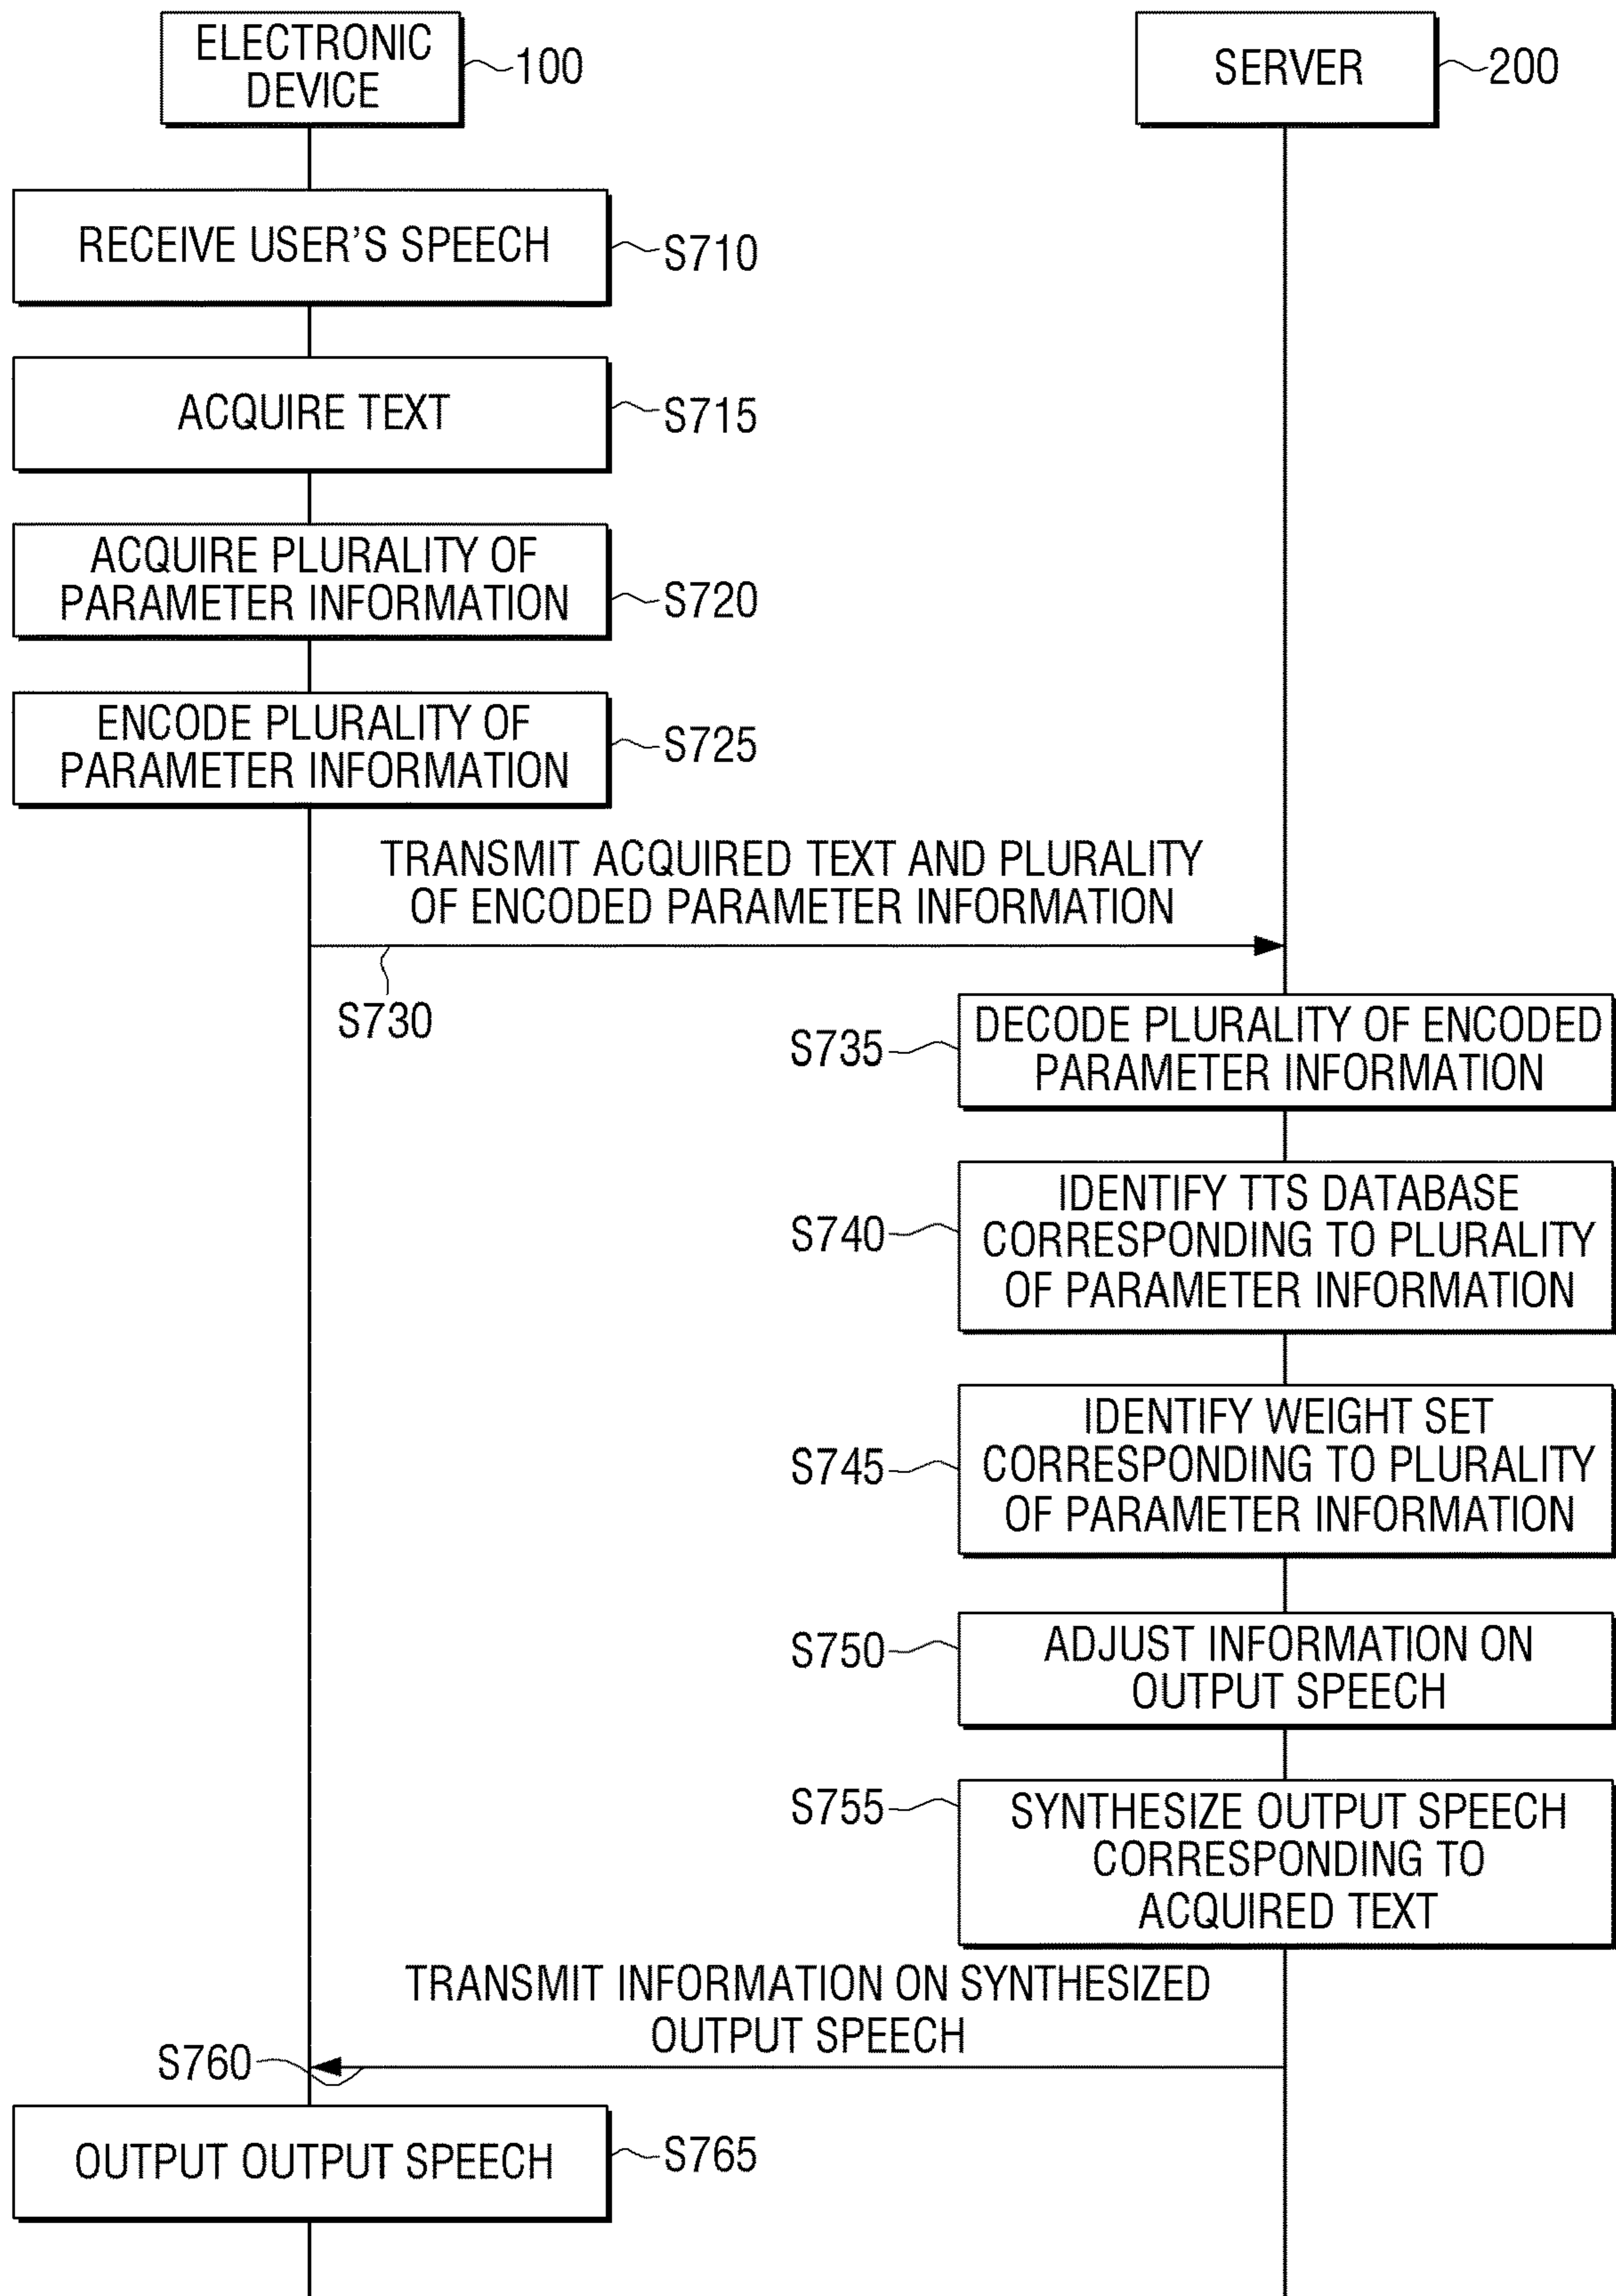 ELECTRONIC
DEVICE
100
SERVER
200
RECEIVE USER'S SPEECH
S710
ACQUIRE TEXT
S715
ACQUIRE PLURALITY OF
PARAMETER INFORMATION
S720
ENCODE PLURALITY OF
PARAMETER INFORMATION
S725
TRANSMIT ACQUIRED TEXT AND PLURALITY
OF ENCODED PARAMETER INFORMATION
S730
S735
DECODE PLURALITY OF ENCODED
PARAMETER INFORMATION
S740
IDENTIFY TTS DATABASE
CORRESPONDING TO PLURALITY
OF PARAMETER INFORMATION
S745
IDENTIFY WEIGHT SET
CORRESPONDING TO PLURALITY
OF PARAMETER INFORMATION
S750
ADJUST INFORMATION ON
OUTPUT SPEECH
S755
SYNTHESIZE OUTPUT SPEECH
CORRESPONDING TO
ACQUIRED TEXT
TRANSMIT INFORMATION ON SYNTHESIZED
OUTPUT SPEECH
S760
OUTPUT OUTPUT SPEECH
S765